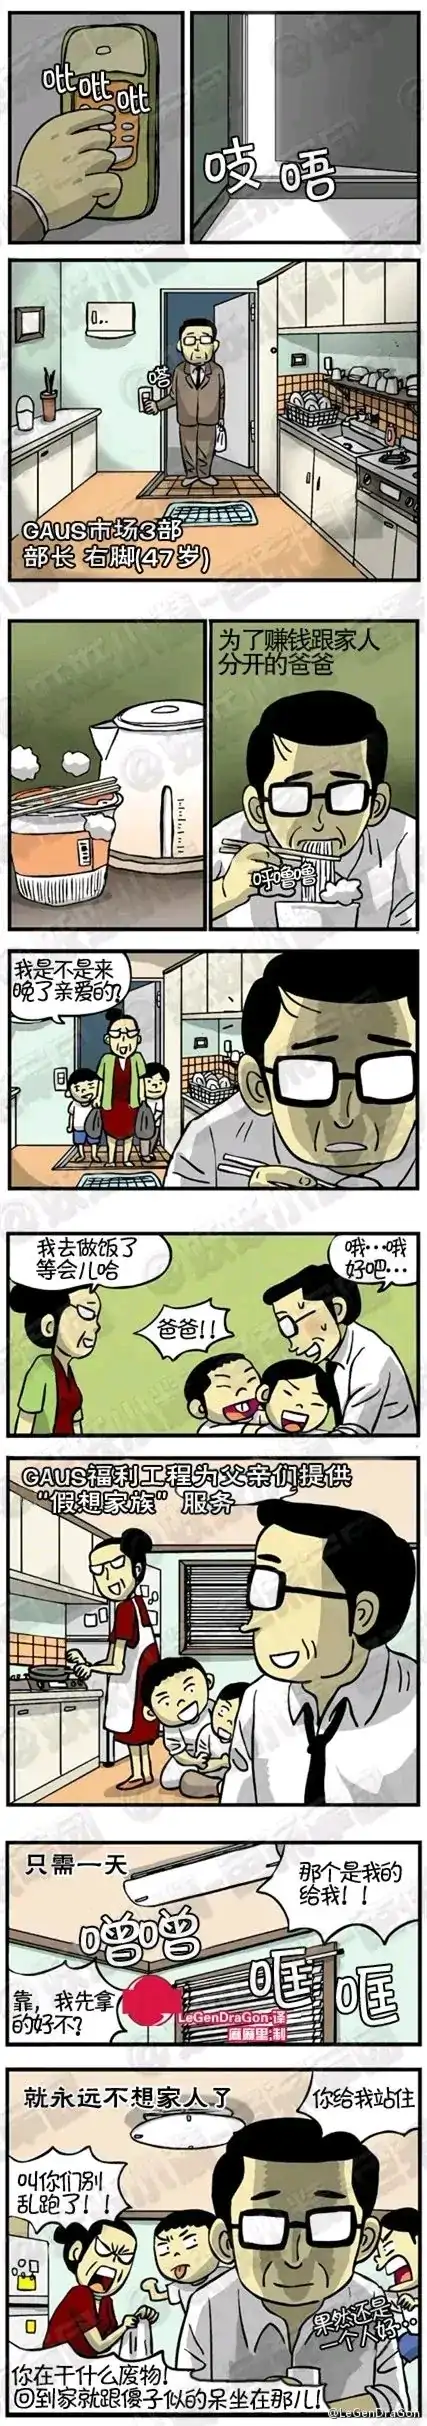 吡
吡
吡
吱
唔
嗒
GAUS市场3部
部长 右脚(47岁)
为了赚钱跟家人
分开的爸爸
呼噜噜
我是不是来
晚了亲爱的?
我去做饭了
等会儿哈
爸爸!!
哦…哦
好吧…
GAUS福利工程为父亲们提供
“假想家族”服务
只需一天
那个是我的
给我!!
噌噌
哐
哐
靠，我先拿
的好不?
LeGenDraGon·译
麻麻里·制
就永远不想家人了
你给我站住
叫你们别
乱跑了!!
果然还是
一个人好…
你在干什么废物!
回到家就跟傻子似的呆坐在那儿!
@LeGenDraGon